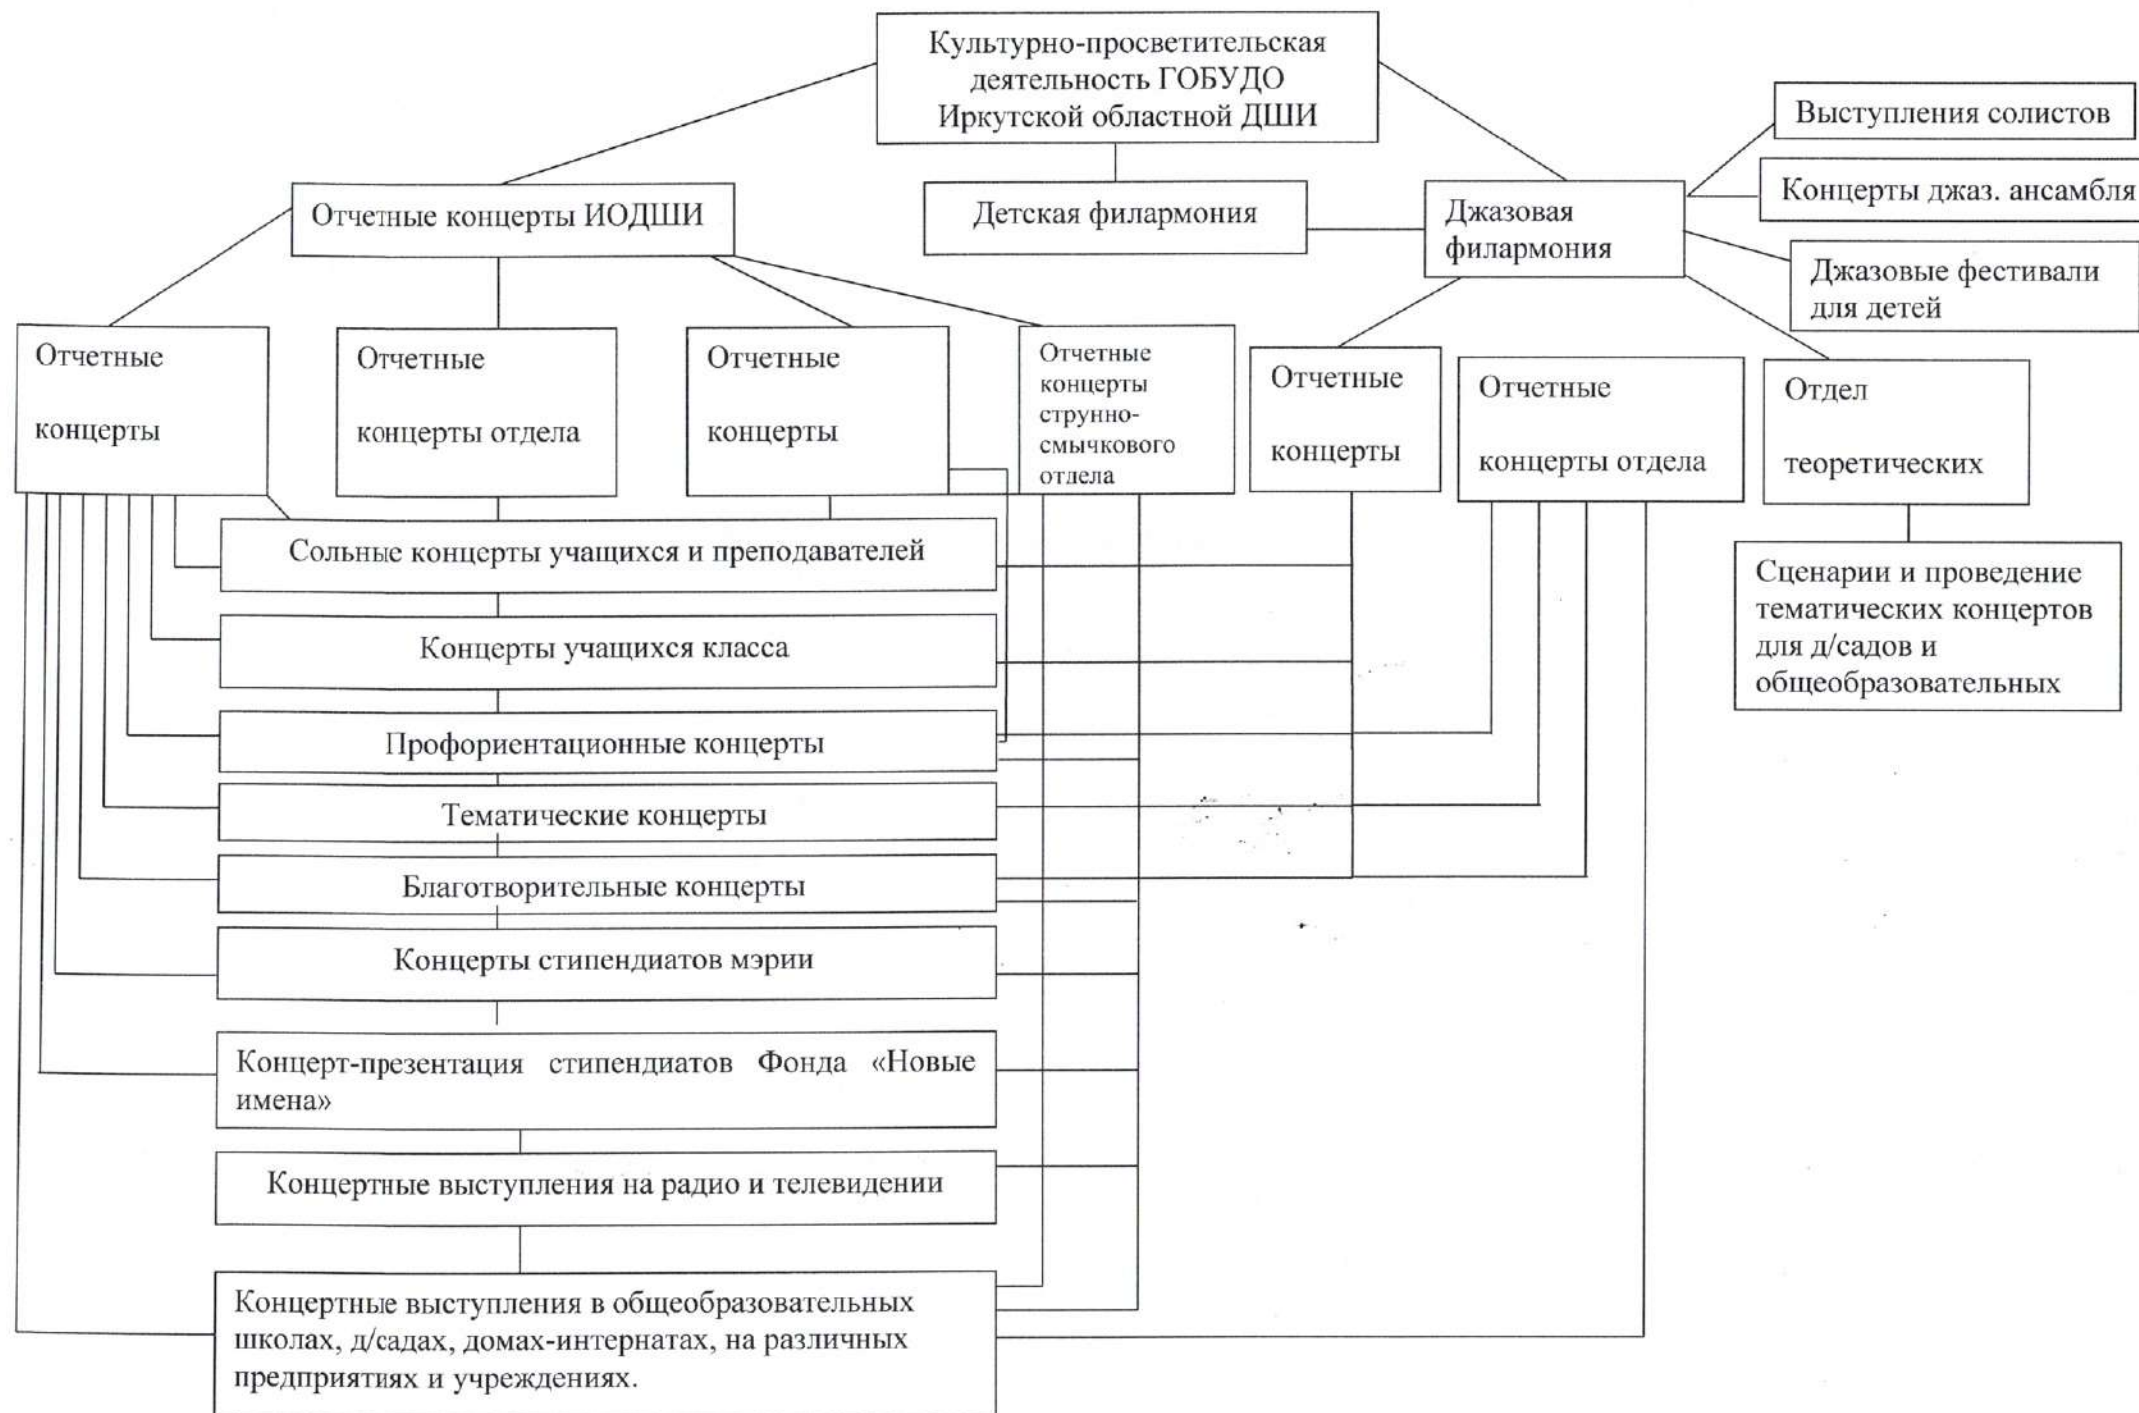 Культурно-просветительская
деятельность ГОБУДО
Иркутской областной ДШИ
Выступления солистов
Концерты джаз. ансамбля
Джазовые фестивали
для детей
Отчетные концерты ИОДШИ
Детская филармония
Джазовая
филармония
Отчетные
концерты
Отчетные
концерты отдела
Отчетные
концерты
Отчетные
концерты
струнно-
смычкового
отдела
Отчетные
концерты
Отчетные
концерты отдела
Отдел
теоретических
Сценарии и проведение
тематических концертов
для д/садов и
общеобразовательных
Сольные концерты учащихся и преподавателей
Концерты учащихся класса
Профориентационные концерты
Тематические концерты
Благотворительные концерты
Концерты стипендиатов мэрии
Концерт-презентация стипендиатов Фонда «Новые
имена»
Концертные выступления на радио и телевидении
Концертные выступления в общеобразовательных
школах, д/садах, домах-интернатах, на различных
предприятиях и учреждениях.